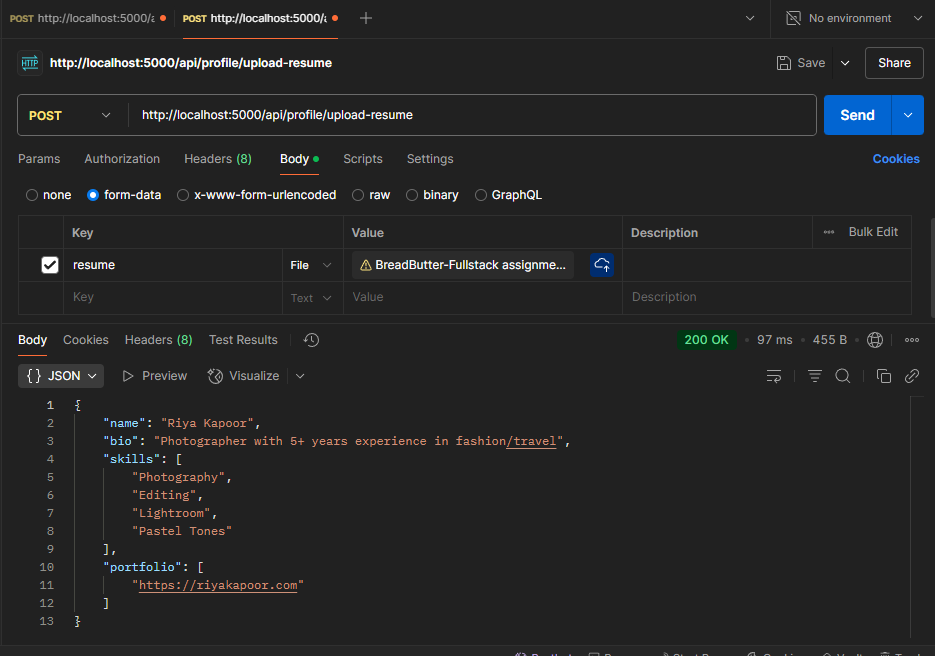 POST http://localhost:5000/a POST http://localhost:5000/a No environment
HTTP http://localhost:5000/api/profile/upload-resume Save Share
POST http://localhost:5000/api/profile/upload-resume Send
Params Authorization Headers (8) Body Scripts Settings Cookies
none form-data x-www-form-urlencoded raw binary GraphQL
Key Value Description Bulk Edit
resume File BreadButter-Fullstack assignme...
Key Text Value Description
Body Cookies Headers (8) Test Results 200 OK 97 ms 455 B
{} JSON Preview Visualize
1 {
2 "name": "Riya Kapoor",
3 "bio": "Photographer with 5+ years experience in fashion/travel",
4 "skills": [
5 "Photography",
6 "Editing",
7 "Lightroom",
8 "Pastel Tones"
9 ],
10 "portfolio": [
11 "https://riyakapoor.com"
12 ]
13 }